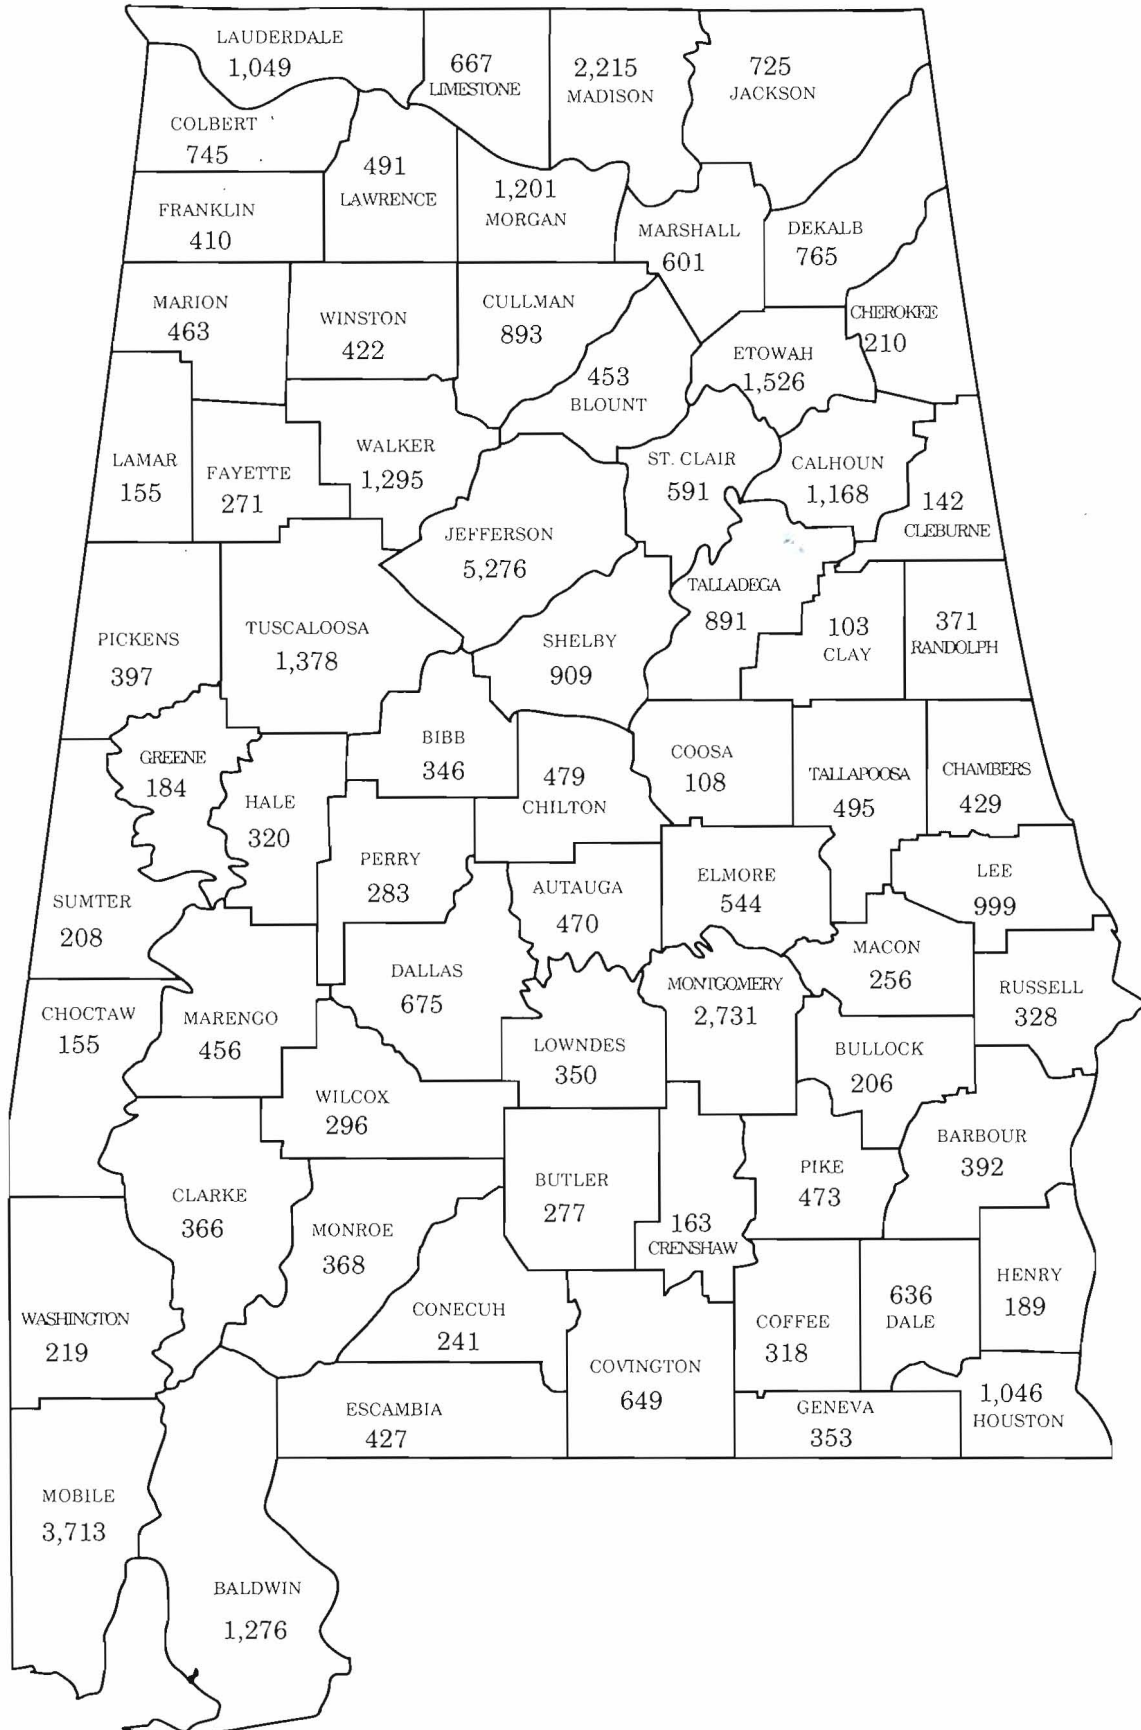 LAUDERDALE
1,049
667
LIMESTONE
2,215
MADISON
725
JACKSON
COLBERT
745
491
LAWRENCE
1,201
MORGAN
FRANKLIN
410
MARSHALL
601
DEKALB
765
MARION
463
WINSTON
422
CULLMAN
893
CHEROKEE
210
ETOWAH
1,526
453
BLOUNT
LAMAR
155
FAYETTE
271
WALKER
1,295
ST. CLAIR
591
CALHOUN
1,168
142
CLEBURNE
JEFFERSON
5,276
TALLADEGA
891
PICKENS
397
TUSCALOOSA
1,378
SHELBY
909
103
CLAY
371
RANDOLPH
GREENE
184
HALE
320
BIBB
346
479
CHILTON
COOSA
108
TALLAPOOSA
495
CHAMBERS
429
PERRY
283
AUTAUGA
470
ELMORE
544
LEE
999
SUMTER
208
DALLAS
675
MONTGOMERY
2,731
MACON
256
RUSSELL
328
CHOCTAW
155
MARENGO
456
LOWNDES
350
BULLOCK
206
WILCOX
296
BARBOUR
392
CLARKE
366
MONROE
368
BUTLER
277
163
CRENSHAW
PIKE
473
WASHINGTON
219
CONECUH
241
COVINGTON
649
COFFEE
318
636
DALE
HENRY
189
ESCAMBIA
427
GENEVA
353
1,046
HOUSTON
MOBILE
3,713
BALDWIN
1,276